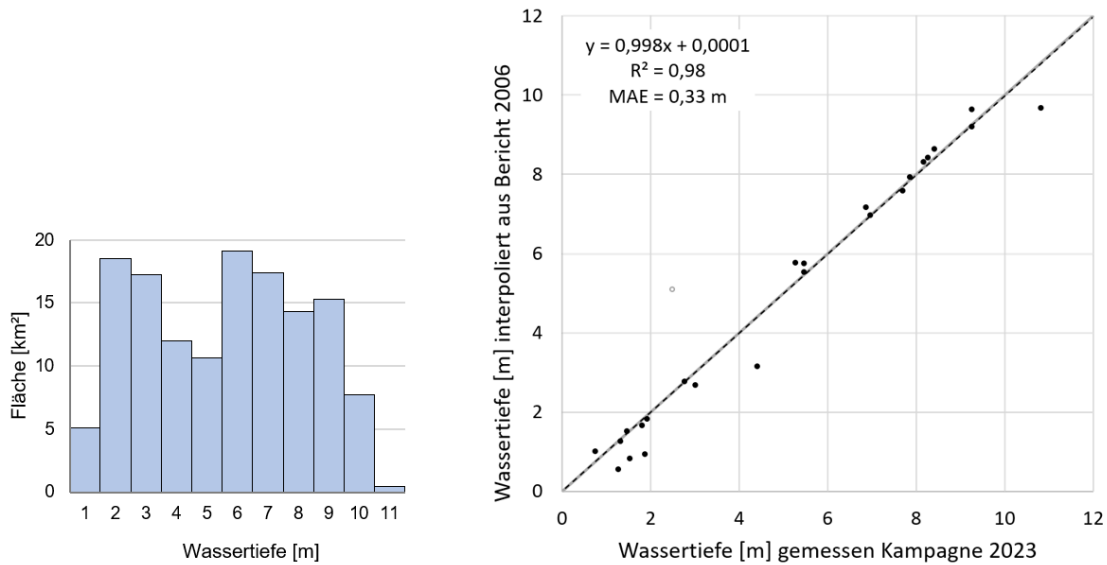 20
15
10
5
0
Fläche [km²]
1 2 3 4 5 6 7 8 9 10 11
Wassertiefe [m]
12
10
8
6
4
2
0
Wassertiefe [m] interpoliert aus Bericht 2006
y = 0,998x + 0,0001
R² = 0,98
MAE = 0,33 m
0 2 4 6 8 10 12
Wassertiefe [m] gemessen Kampagne 2023